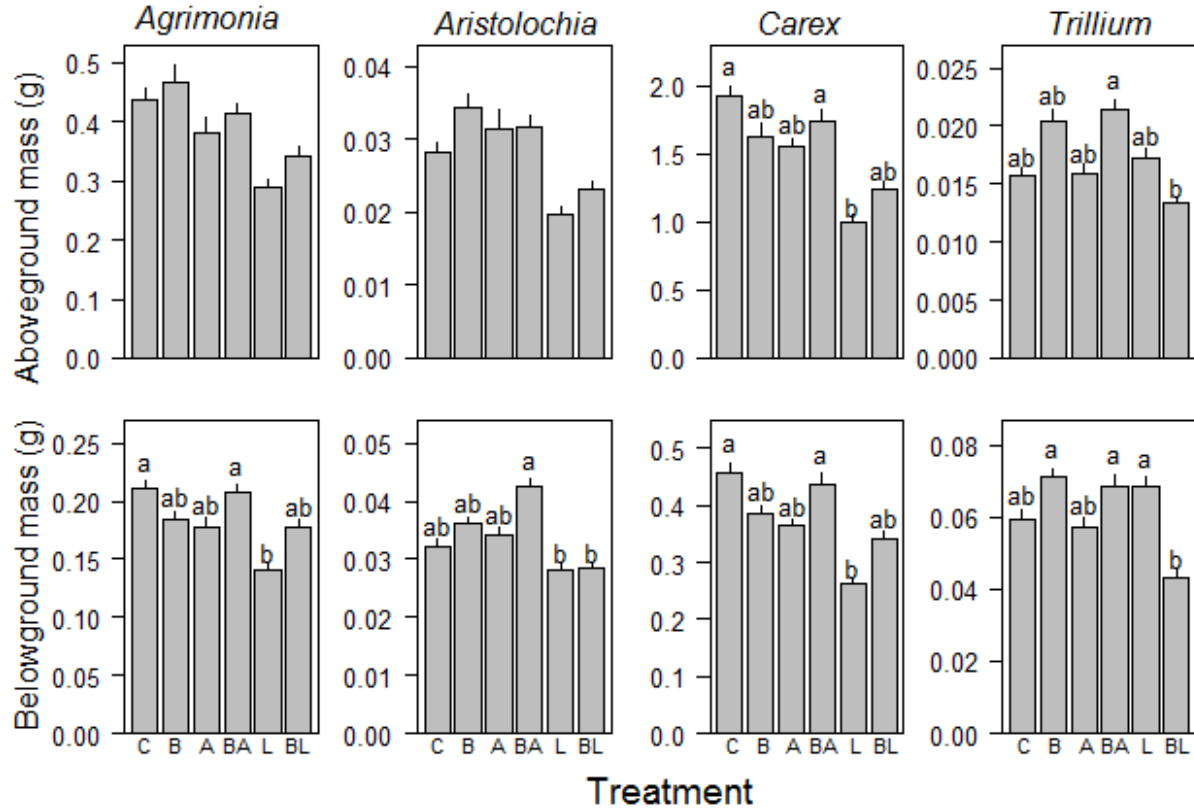 Agrimonia
Aristolochia
Carex
Trillium
Aboveground mass (g)
0.5
0.4
0.3
0.2
0.1
0.0
0.04
0.03
0.02
0.01
0.00
2.0
1.5
1.0
0.5
0.0
a ab ab a b ab
0.025
0.020
0.015
0.010
0.005
0.000
ab ab ab a ab b
Belowground mass (g)
0.25
0.20
0.15
0.10
0.05
0.00
a ab ab a b ab
C B A BA L BL
0.05
0.04
0.03
0.02
0.01
0.00
ab ab ab a b b
C B A BA L BL
0.5
0.4
0.3
0.2
0.1
0.0
a ab ab a b ab
C B A BA L BL
0.08
0.06
0.04
0.02
0.00
ab a ab a a b
C B A BA L BL
Treatment